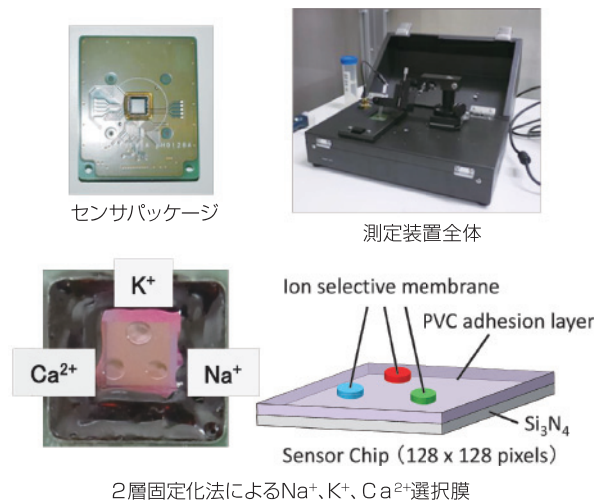 センサパッケージ
測定装置全体
K⁺
Ca²⁺
Na⁺
Ion selective membrane
PVC adhesion layer
Si₃N₄
Sensor Chip（128 x 128 pixels）
2層固定化法によるNa⁺、K⁺、Ca²⁺選択膜